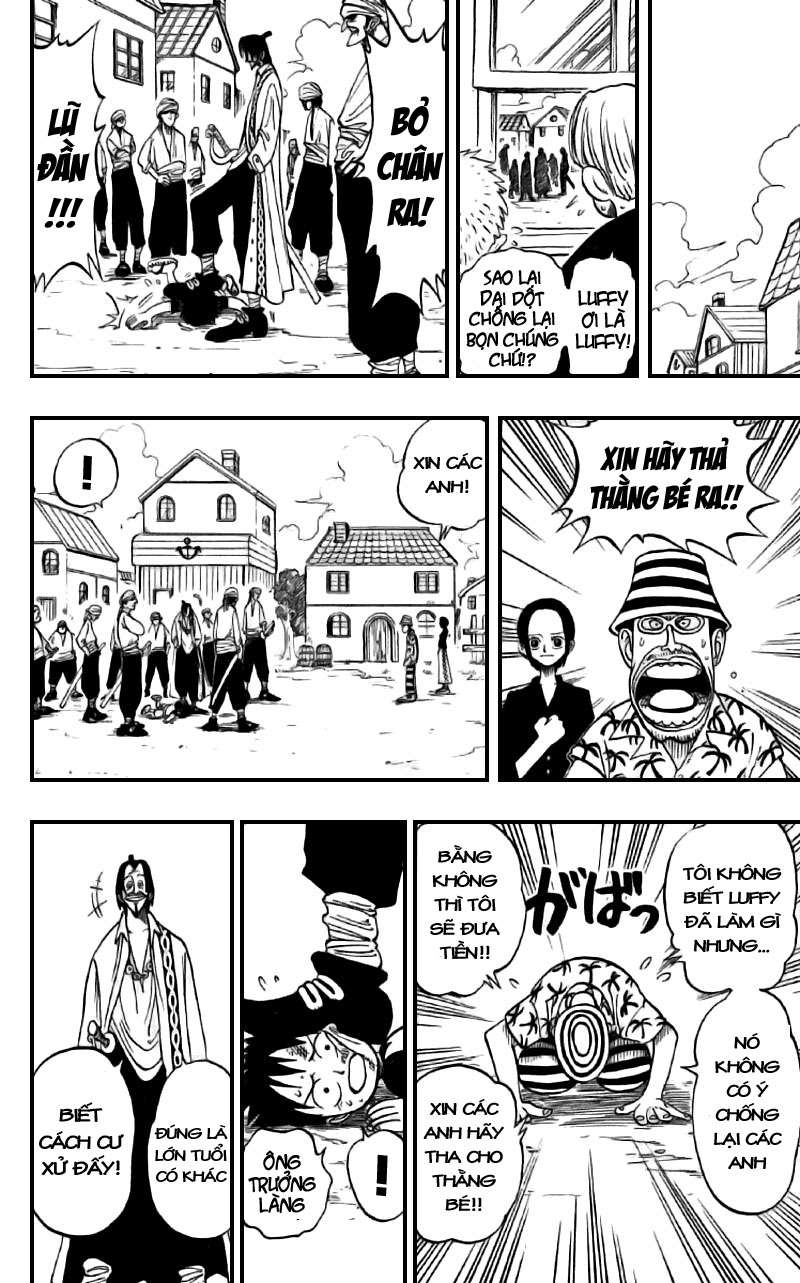 LUFFY
ƠI LÀ
LUFFY!
SAO LẠI
DẠI DỘT
CHỐNG LẠI
BỌN CHÚNG
CHỨ!?
BỎ
CHÂN
RA!
LŨ
ĐẦN
!!!
XIN HÃY THẢ
THẰNG BÉ RA!!
XIN CÁC
ANH!
!
TÔI KHÔNG
BIẾT LUFFY
ĐÃ LÀM GÌ
NHƯNG...
NÓ
KHÔNG
CÓ Ý
CHỐNG
LẠI CÁC
ANH
がばっ
BẰNG
KHÔNG
THÌ TÔI
SẼ ĐƯA
TIỀN!!
XIN CÁC
ANH HÃY
THA CHO
THẰNG
BÉ!!
!
ÔNG
TRƯỞNG
LÀNG
ĐÚNG LÀ
LỚN TUỔI
CÓ KHÁC
BIẾT
CÁCH CƯ
XỬ ĐẤY!